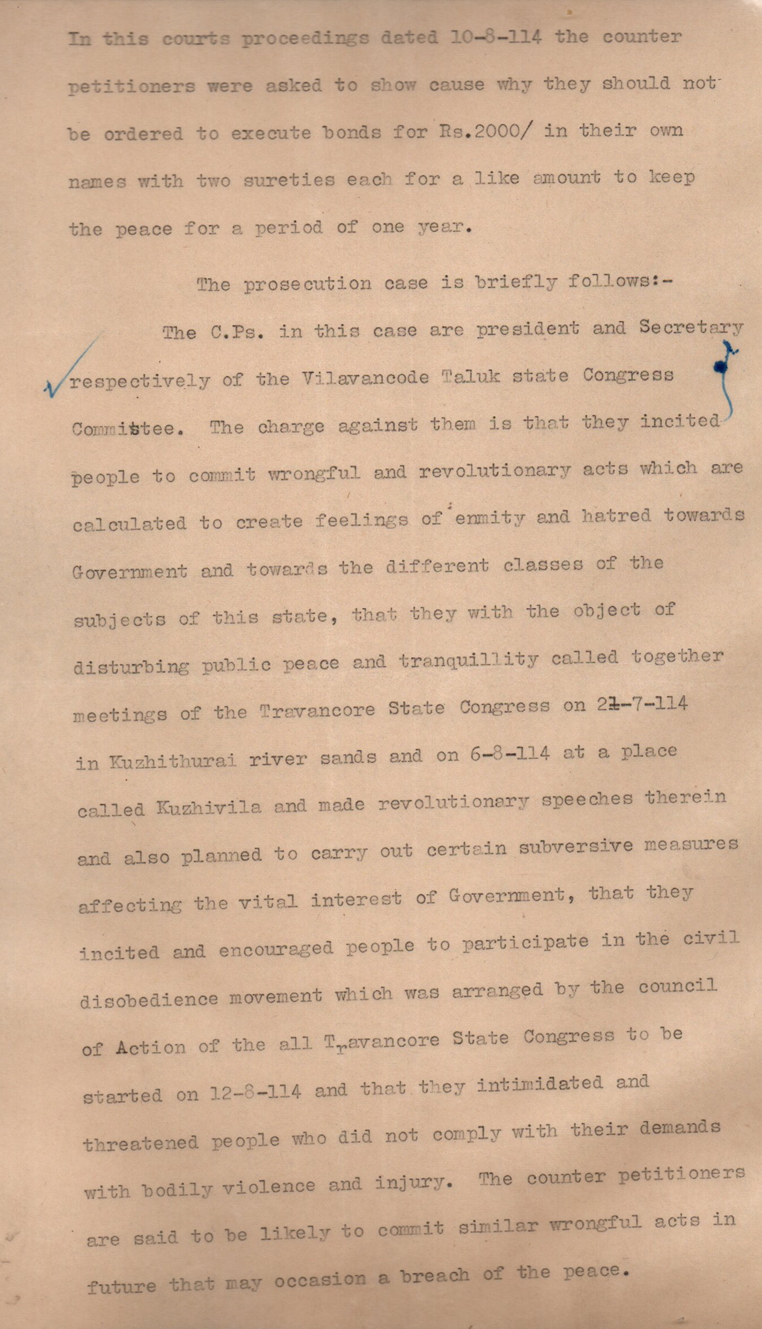 In this courts proceedings dated 10-8-114 the counter
petitioners were asked to show cause why they should not
be ordered to execute bonds for Rs.2000/ in their own
names with two sureties each for a like amount to keep
the peace for a period of one year.
The prosecution case is briefly follows:-
The C.Ps. in this case are president and Secretary
respectively of the Vilavancode Taluk state Congress
Committee. The charge against them is that they incited
people to commit wrongful and revolutionary acts which are
calculated to create feelings of enmity and hatred towards
Government and towards the different classes of the
subjects of this state, that they with the object of
disturbing public peace and tranquillity called together
meetings of the Travancore State Congress on 21-7-114
in Kuzhithurai river sands and on 6-8-114 at a place
called Kuzhivila and made revolutionary speeches therein
and also planned to carry out certain subversive measures
affecting the vital interest of Government, that they
incited and encouraged people to participate in the civil
disobedience movement which was arranged by the council
of Action of the all Travancore State Congress to be
started on 12-8-114 and that they intimidated and
threatened people who did not comply with their demands
with bodily violence and injury. The counter petitioners
are said to be likely to commit similar wrongful acts in
future that may occasion a breach of the peace.